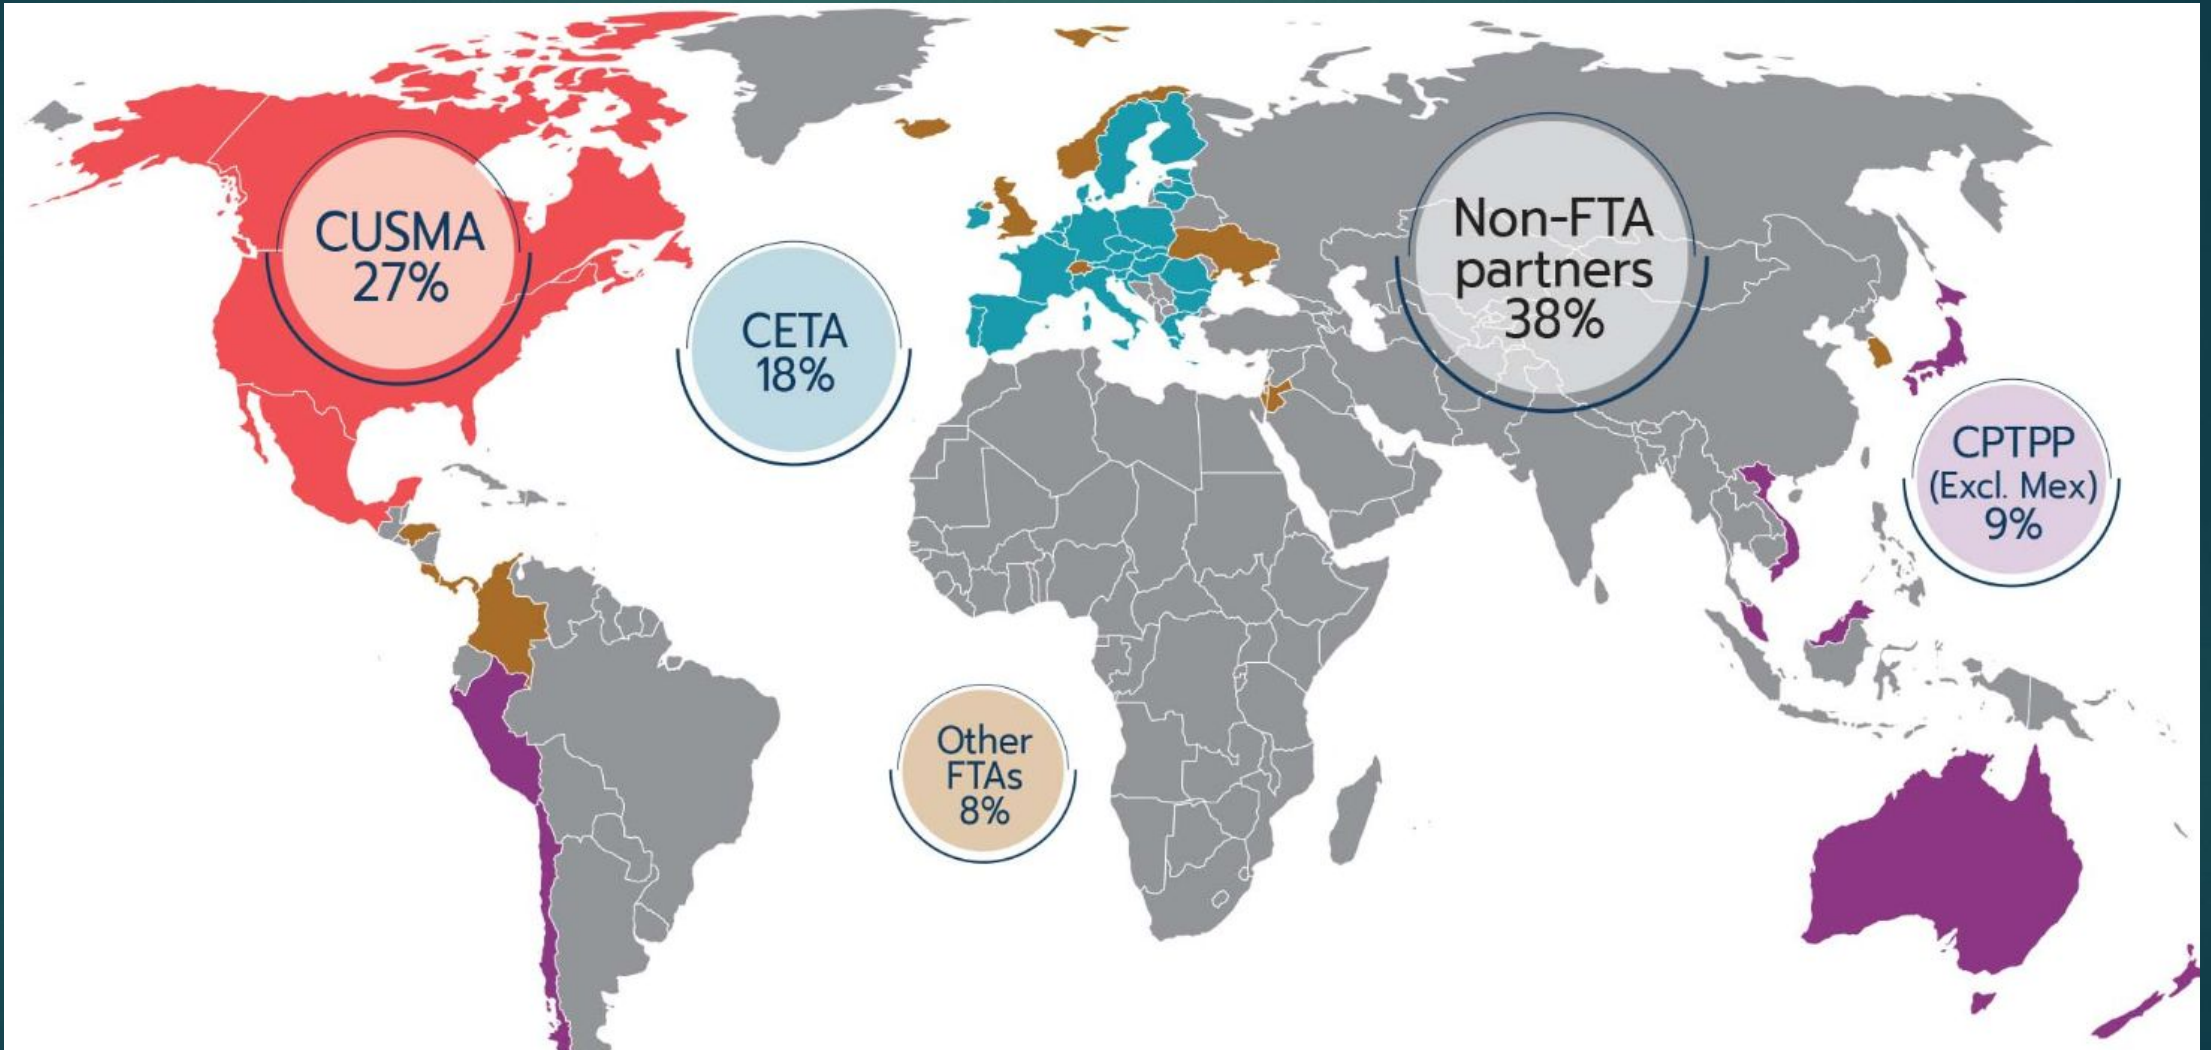 CUSMA
27%
CETA
18%
Non-FTA
partners
38%
CPTPP
(Excl. Mex)
9%
Other
FTAs
8%